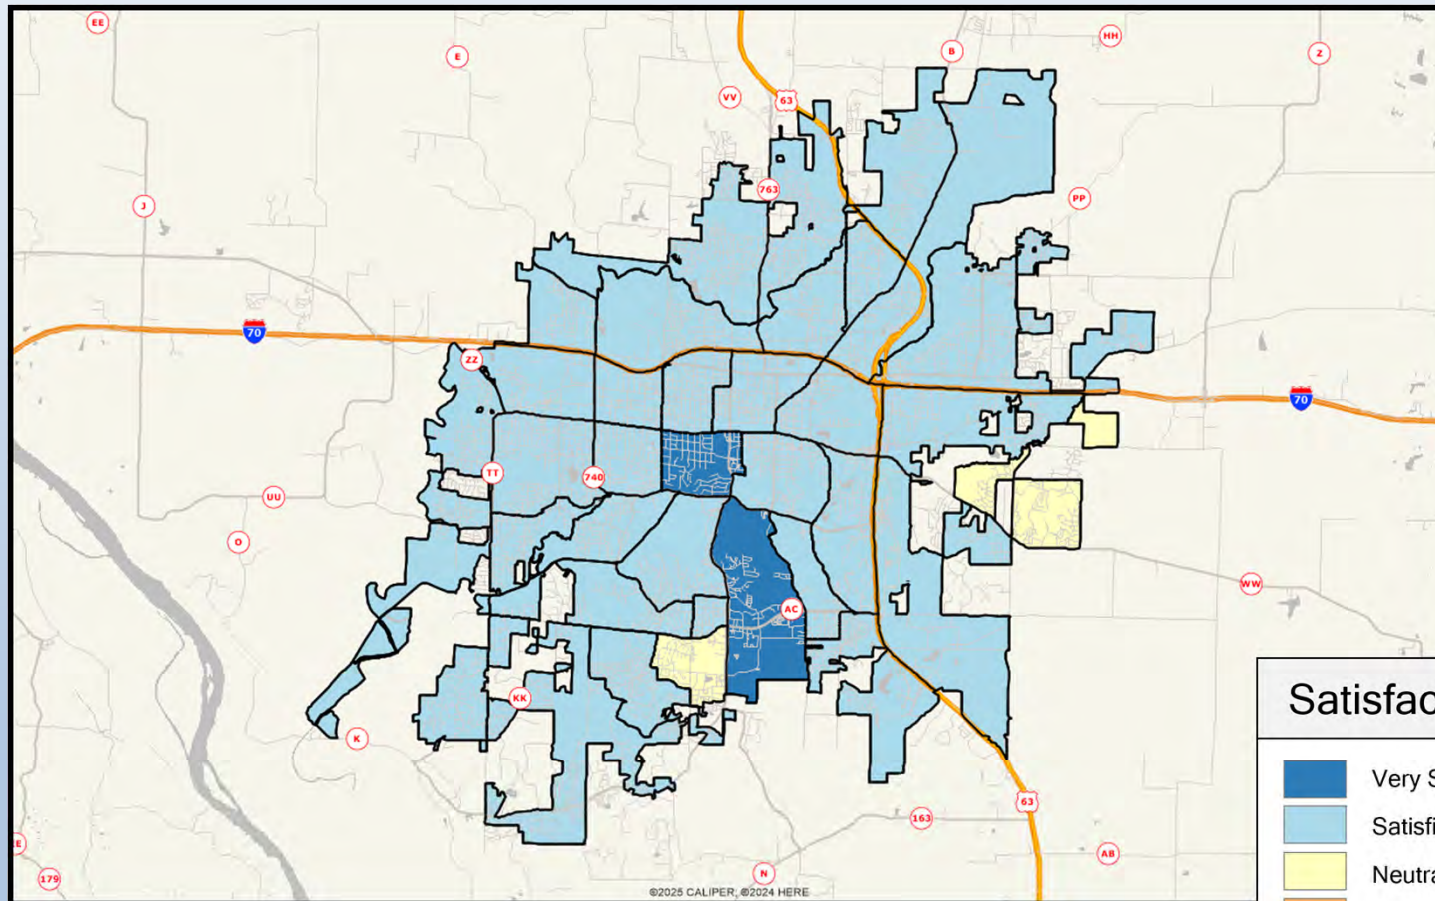 EE
E
B
HH
Z
VV
63
763
J
PP
70
ZZ
70
TT
740
UU
O
WW
AC
KK
K
Satisfac
Very S
63
Satisfi
163
AB
Neutra
179
N
©2025 CALIPER; ©2024 HERE